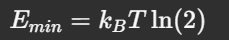 E_{min} = k_B T ln(2)